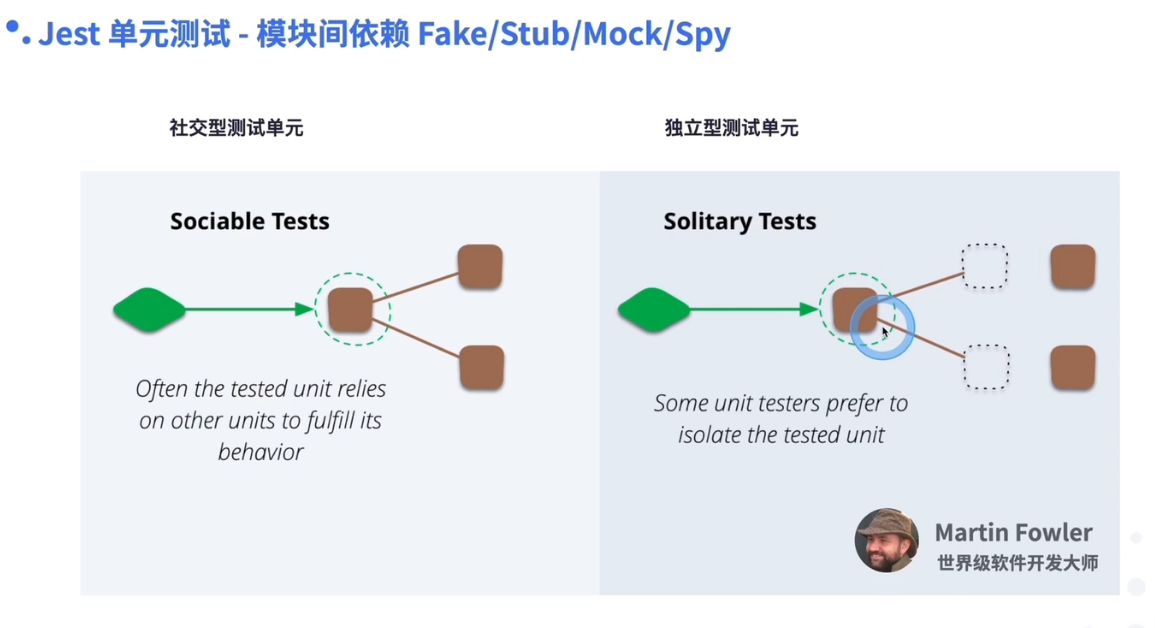 Jest 单元测试 - 模块间依赖 Fake/Stub/Mock/Spy
社交型测试单元
独立型测试单元
Sociable Tests
Often the tested unit relies
on other units to fulfill its
behavior
Solitary Tests
Some unit testers prefer to
isolate the tested unit
Martin Fowler
世界级软件开发大师